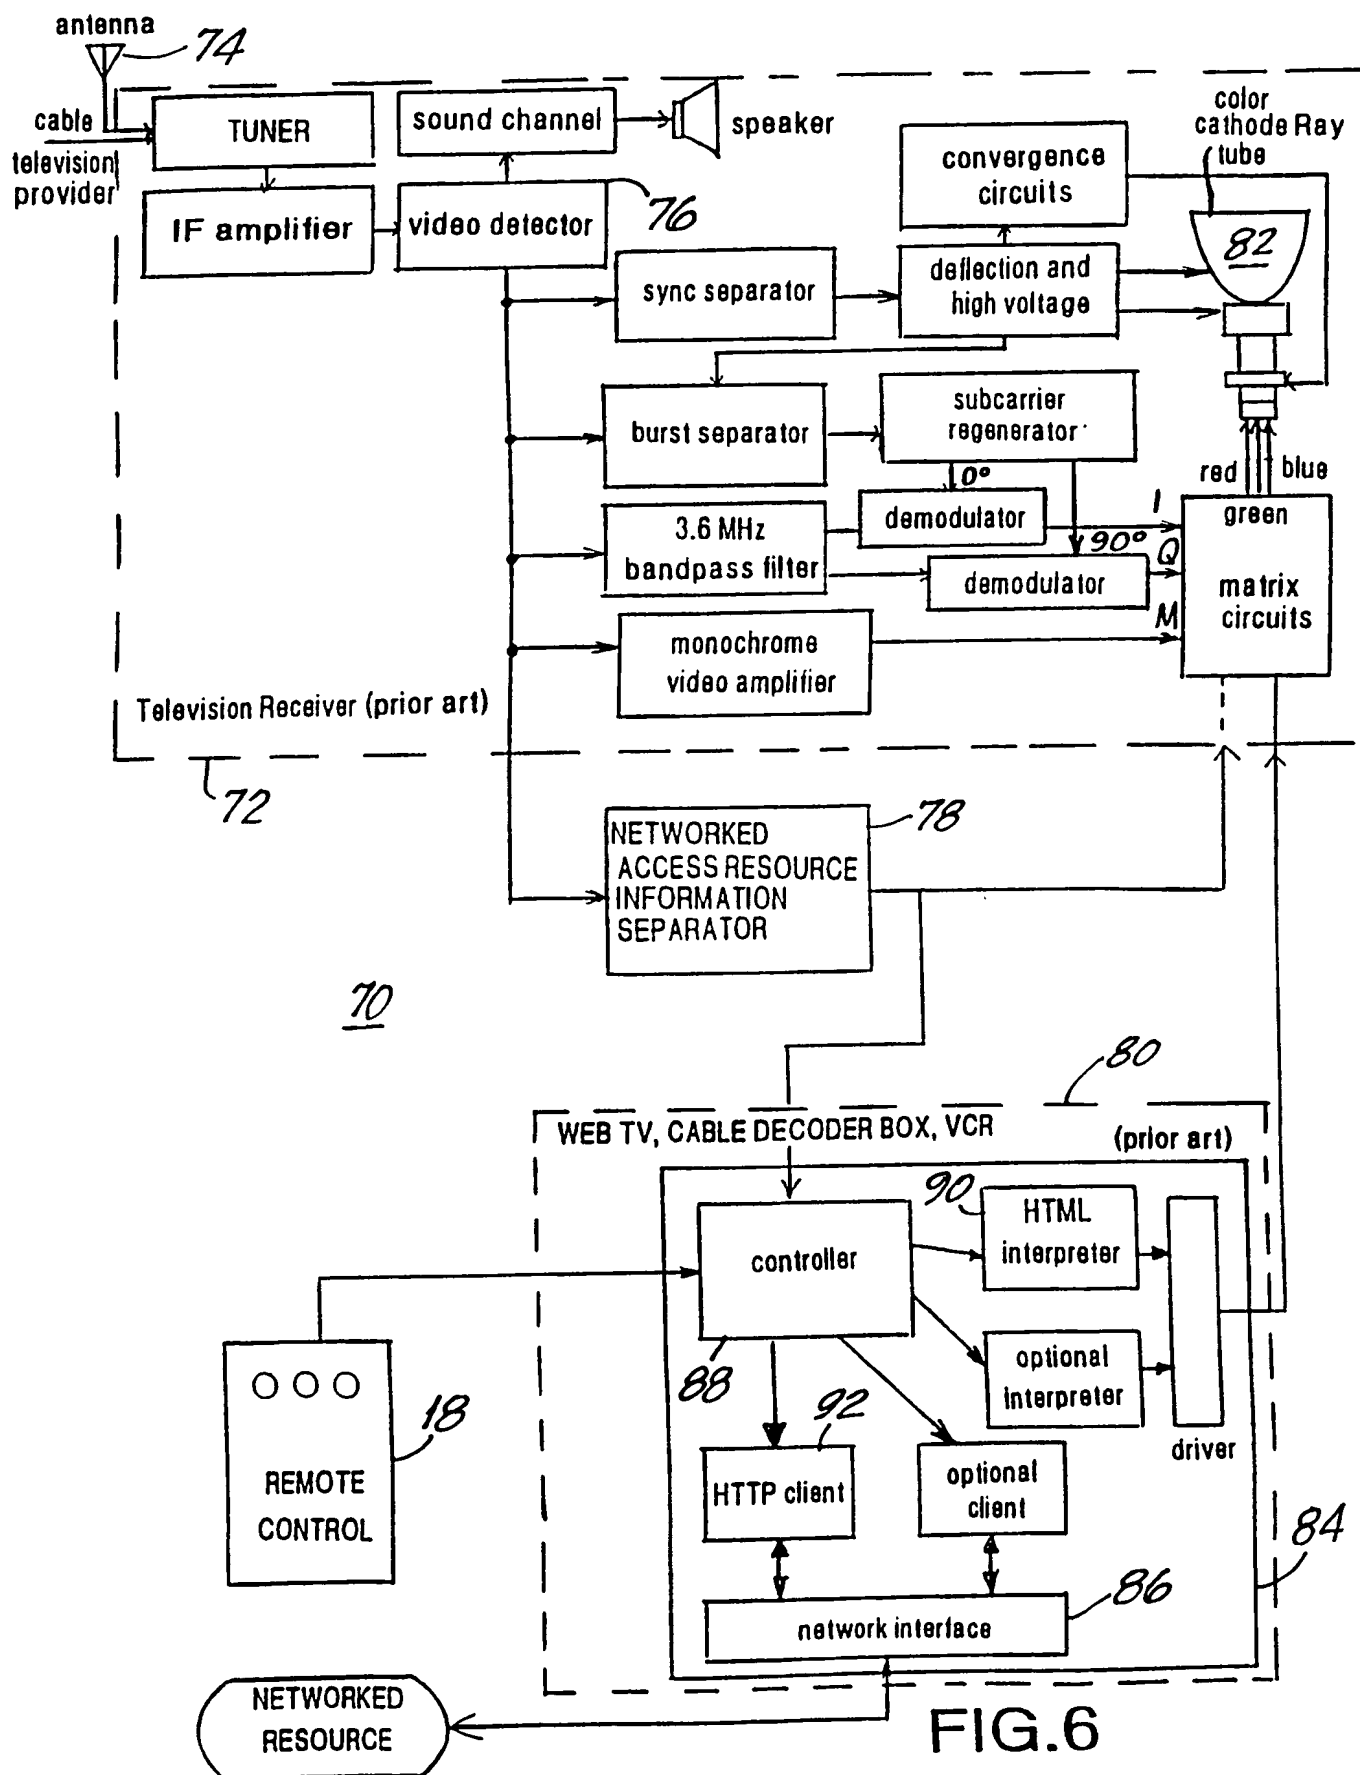 antenna
74
cable
television
provider
TUNER
sound channel
speaker
color
cathode Ray
tube
convergence
circuits
IF amplifier
video detector
76
82
deflection and
high voltage
sync separator
burst separator
subcarrier
regenerator
0°
red
blue
green
3.6 MHz
bandpass filter
demodulator
I
90°
Q
demodulator
matrix
circuits
M
monochrome
video amplifier
Television Receiver (prior art)
72
78
NETWORKED
ACCESS RESOURCE
INFORMATION
SEPARATOR
70
80
WEB TV, CABLE DECODER BOX, VCR
(prior art)
90
HTML
interpreter
controller
88
optional
interpreter
92
driver
18
REMOTE
CONTROL
HTTP client
optional
client
84
86
network interface
NETWORKED
RESOURCE
FIG.6